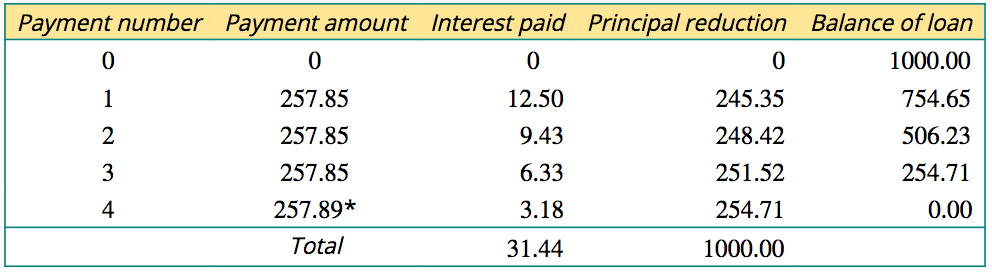 Payment number Payment amount Interest paid Principal reduction Balance of loan
0 0 0 0 1000.00
1 257.85 12.50 245.35 754.65
2 257.85 9.43 248.42 506.23
3 257.85 6.33 251.52 254.71
4 257.89* 3.18 254.71 0.00
Total 31.44 1000.00